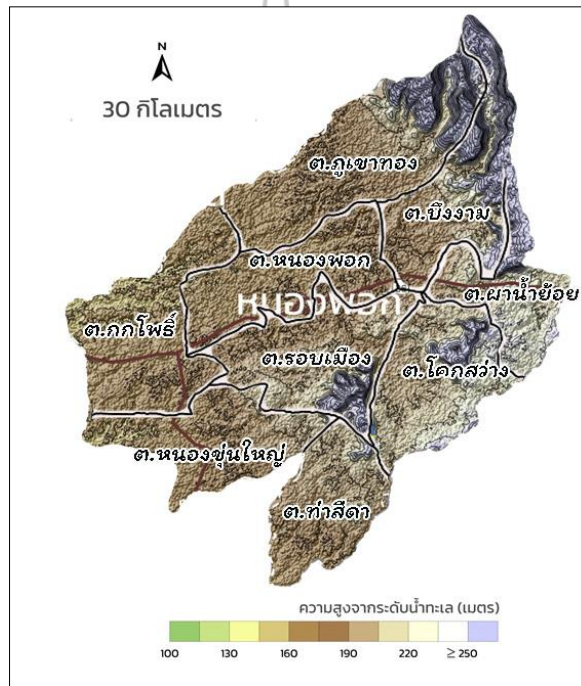 N
30 กิโลเมตร
ต.ภูเขาทอง
ต.บึงงาม
ต.หนองพอก
ต.ผาน้ำย้อย
หนองพอก
ต.กกโพธิ์
ต.รอบเมือง
ต.โคกสว่าง
ต.หนองขุ่นใหญ่
ต.ท่าสีดา
ความสูงจากระดับน้ำทะเล (เมตร)
100 130 160 190 220 ≥ 250